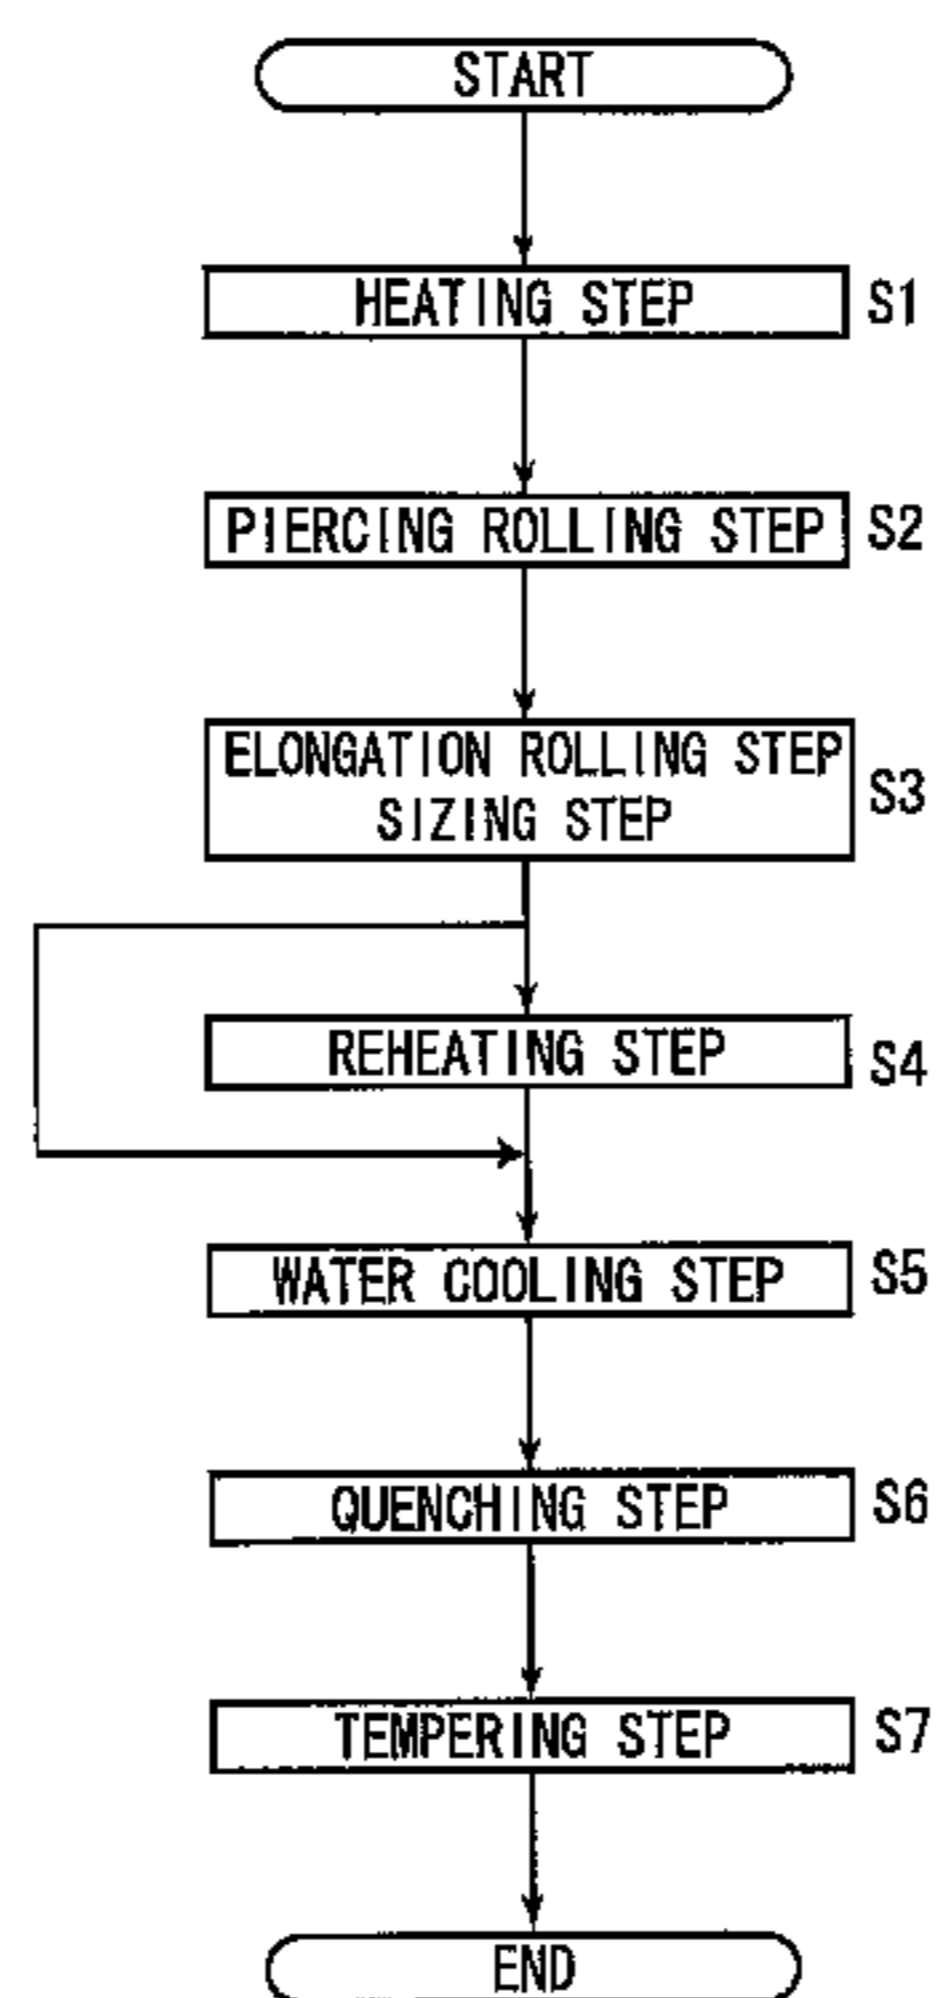 START
HEATING STEP S1
PIERCING ROLLING STEP S2
ELONGATION ROLLING STEP
SIZING STEP
S3
REHEATING STEP S4
WATER COOLING STEP S5
QUENCHING STEP S6
TEMPERING STEP S7
END